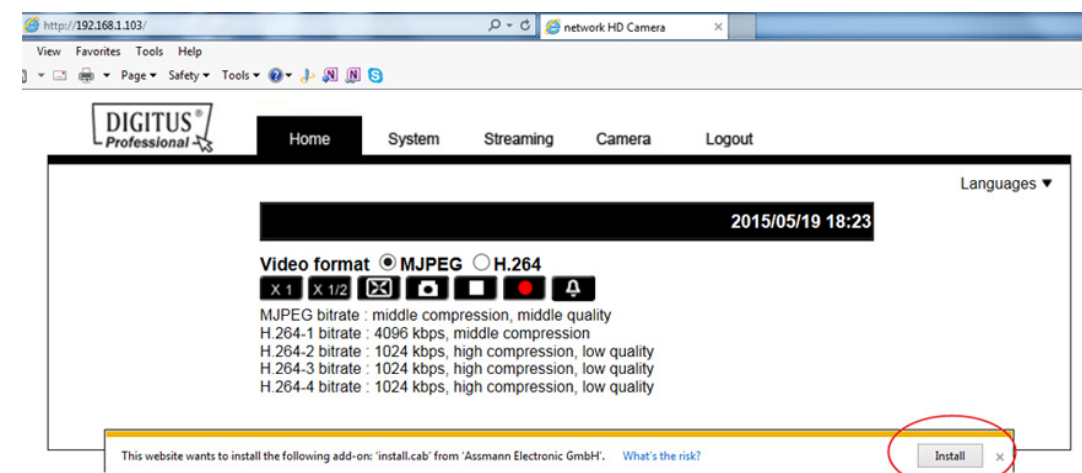 http://192.168.1.103/
network HD Camera
View Favorites Tools Help
Page Safety Tools
DIGITUS®
Professional
Home System Streaming Camera Logout
Languages ▼
2015/05/19 18:23
Video format MJPEG H.264
X 1 X 1/2
MJPEG bitrate : middle compression, middle quality
H.264-1 bitrate : 4096 kbps, middle compression
H.264-2 bitrate : 1024 kbps, high compression, low quality
H.264-3 bitrate : 1024 kbps, high compression, low quality
H.264-4 bitrate : 1024 kbps, high compression, low quality
This website wants to install the following add-on: 'install.cab' from 'Assmann Electronic GmbH'. What's the risk? Install